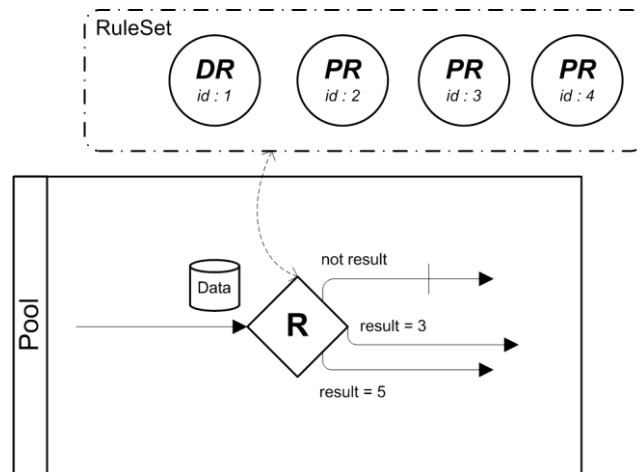 RuleSet
DR
id : 1
PR
id : 2
PR
id : 3
PR
id : 4
Pool
Data
R
not result
result = 3
result = 5